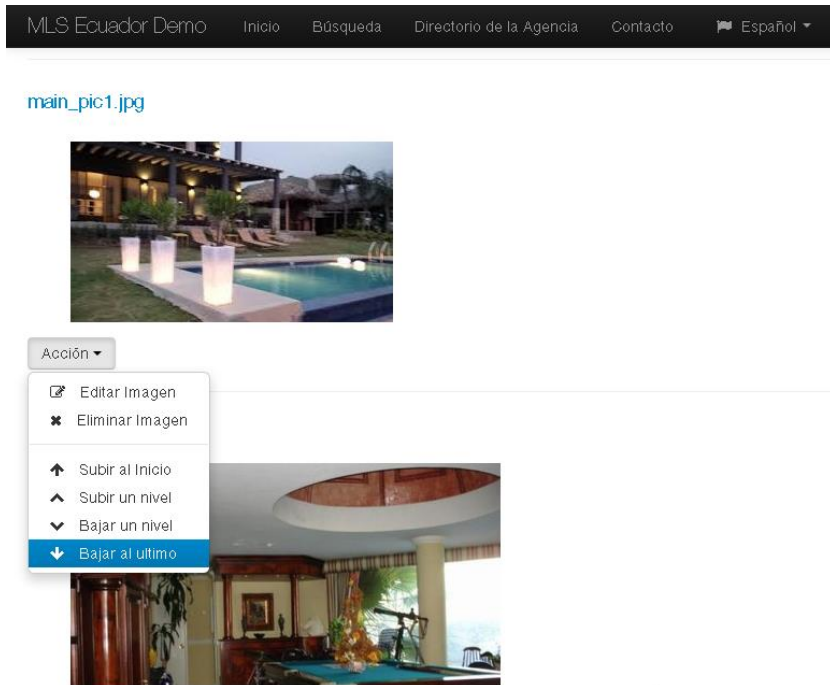 MLS Ecuador Demo Inicio Búsqueda Directorio de la Agencia Contacto Español
main_pic1.jpg
Acción
Editar Imagen
Eliminar Imagen
Subir al Inicio
Subir un nivel
Bajar un nivel
Bajar al ultimo